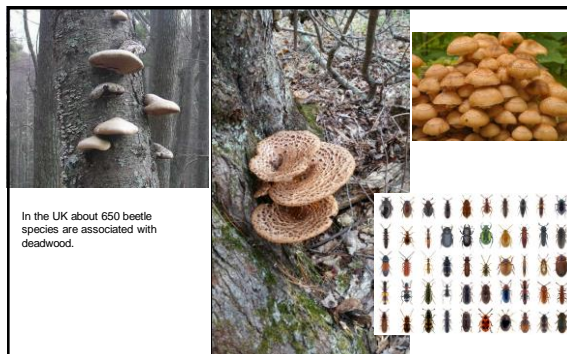 In the UK about 650 beetle
species are associated with
deadwood.